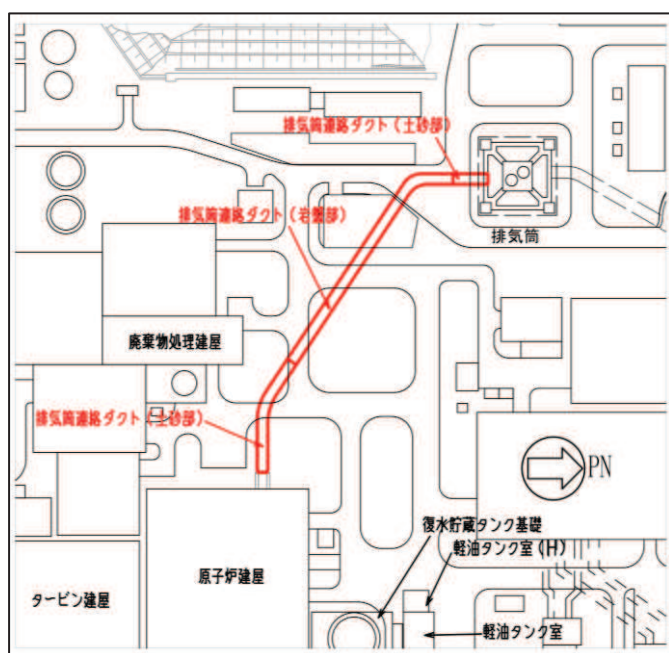 排気筒連絡ダクト（土砂部）
排気筒連絡ダクト（岩盤部）
排気筒
廃棄物処理建屋
排気筒連絡ダクト（土砂部）
PN
復水貯蔵タンク基礎
軽油タンク室（H）
原子炉建屋
タービン建屋
軽油タンク室